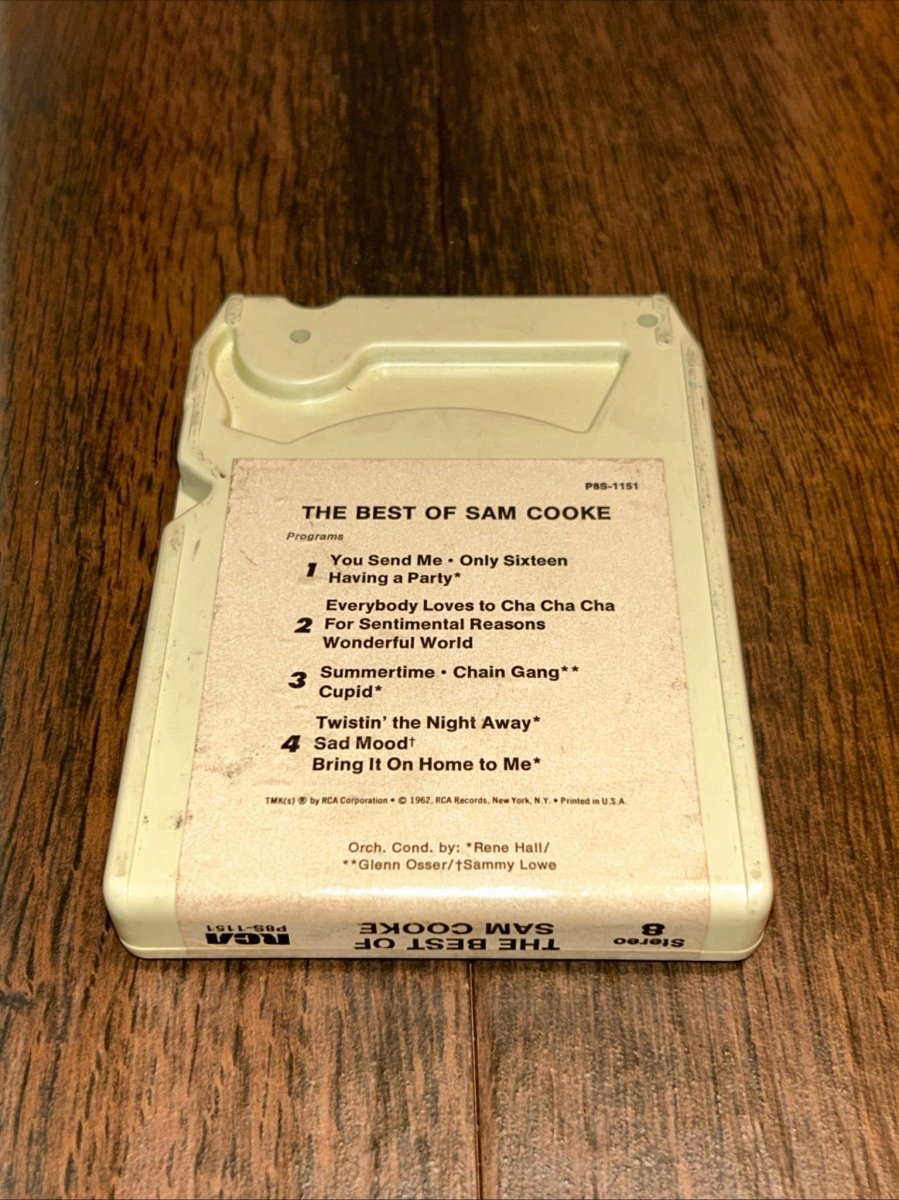 P8S-1151
THE BEST OF SAM COOKE
Programs
1 You Send Me • Only Sixteen
Having a Party*
Everybody Loves to Cha Cha Cha
2 For Sentimental Reasons
Wonderful World
3 Summertime • Chain Gang**
Cupid*
Twistin' the Night Away*
4 Sad Mood†
Bring It On Home to Me*
TMK(s) ® by RCA Corporation • © 1962, RCA Records, New York, N.Y. • Printed in U.S.A.
Orch. Cond. by: *Rene Hall/
**Glenn Osser/†Sammy Lowe
Stereo
8
THE BEST OF
SAM COOKE
RCA
P8S-1151